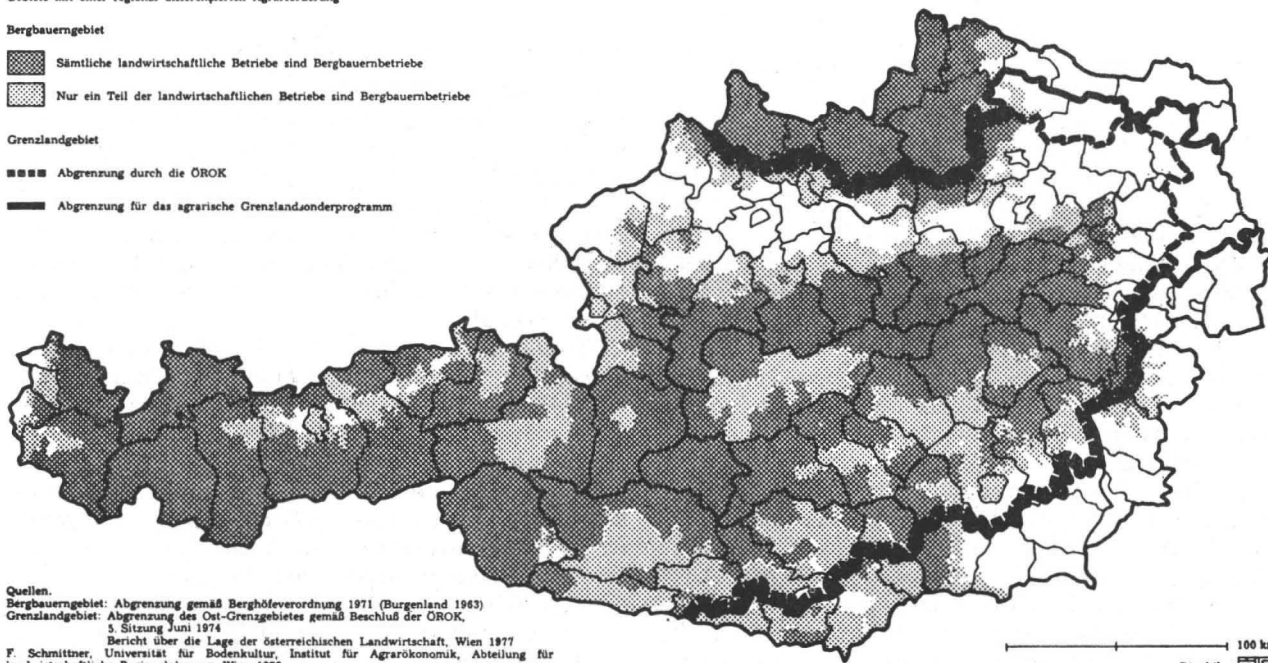 Bergbauerngebiet
Sämtliche landwirtschaftliche Betriebe sind Bergbauernbetriebe
Nur ein Teil der landwirtschaftlichen Betriebe sind Bergbauernbetriebe
Grenzlandgebiet
Abgrenzung durch die ÖROK
Abgrenzung für das agrarische Grenzlandsonderprogramm
Quellen.
Bergbauerngebiet: Abgrenzung gemäß Berghöfeverordnung 1971 (Burgenland 1963)
Grenzlandgebiet: Abgrenzung des Ost-Grenzgebietes gemäß Beschluß der ÖROK,
5. Sitzung Juni 1974
Bericht über die Lage der österreichischen Landwirtschaft, Wien 1977
F. Schmittner, Universität für Bodenkultur, Institut für Agrarökonomik, Abteilung für
100 km